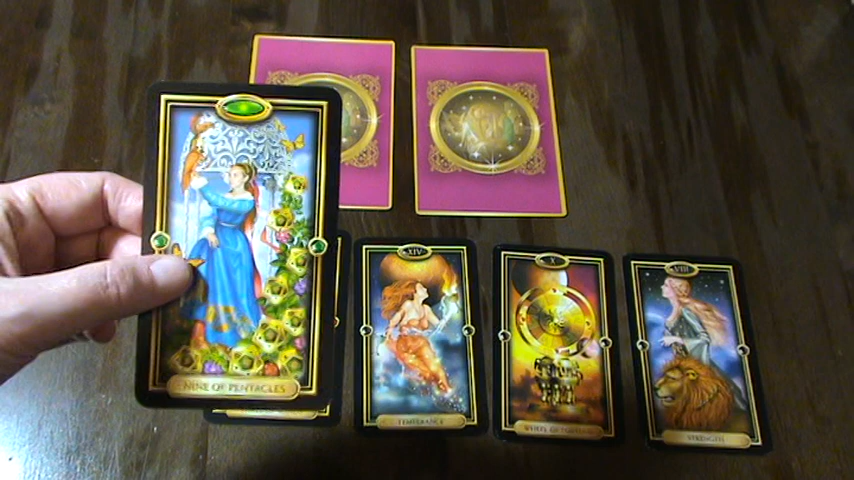 NINE OF PENTACLES
XIV
TEMPERANCE
X
WHEEL OF FORTUNE
VIII
STRENGTH